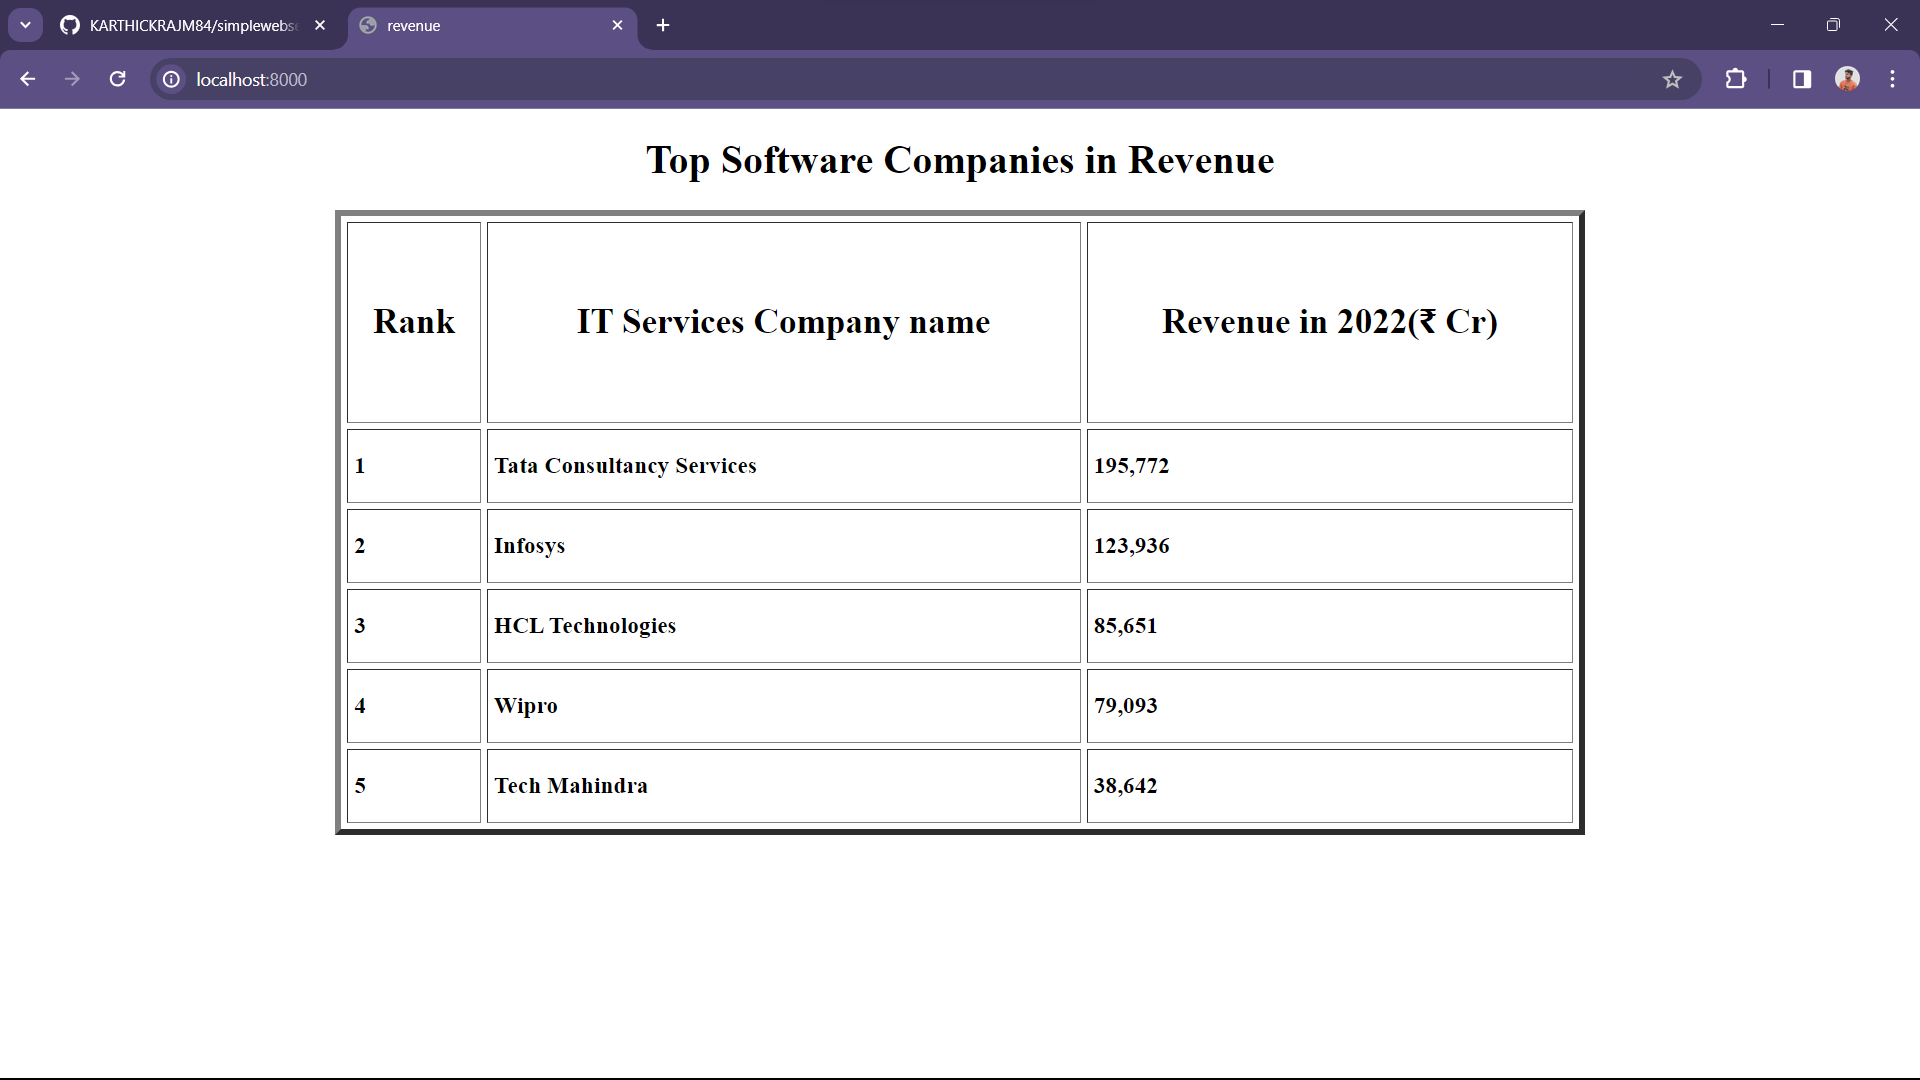 KARTHICKRAJM84/simplewebse
revenue
localhost:8000
Top Software Companies in Revenue
Rank IT Services Company name Revenue in 2022(₹ Cr)
1 Tata Consultancy Services 195,772
2 Infosys 123,936
3 HCL Technologies 85,651
4 Wipro 79,093
5 Tech Mahindra 38,642